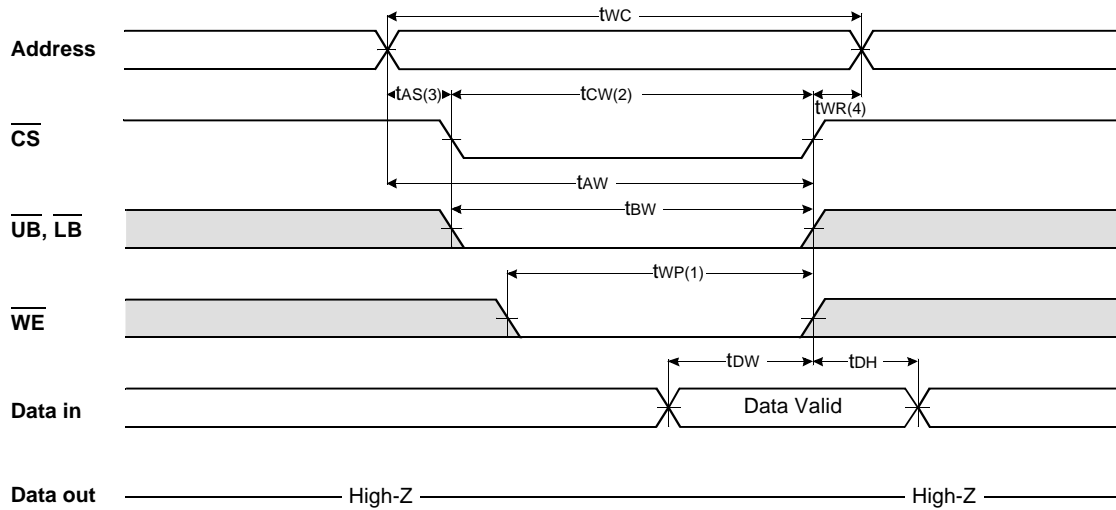 tWC
Address
tAS(3) tCW(2) tWR(4)
CS
tAW
UB, LB
tBW
tWP(1)
WE
tDW tDH
Data in Data Valid
Data out High-Z High-Z